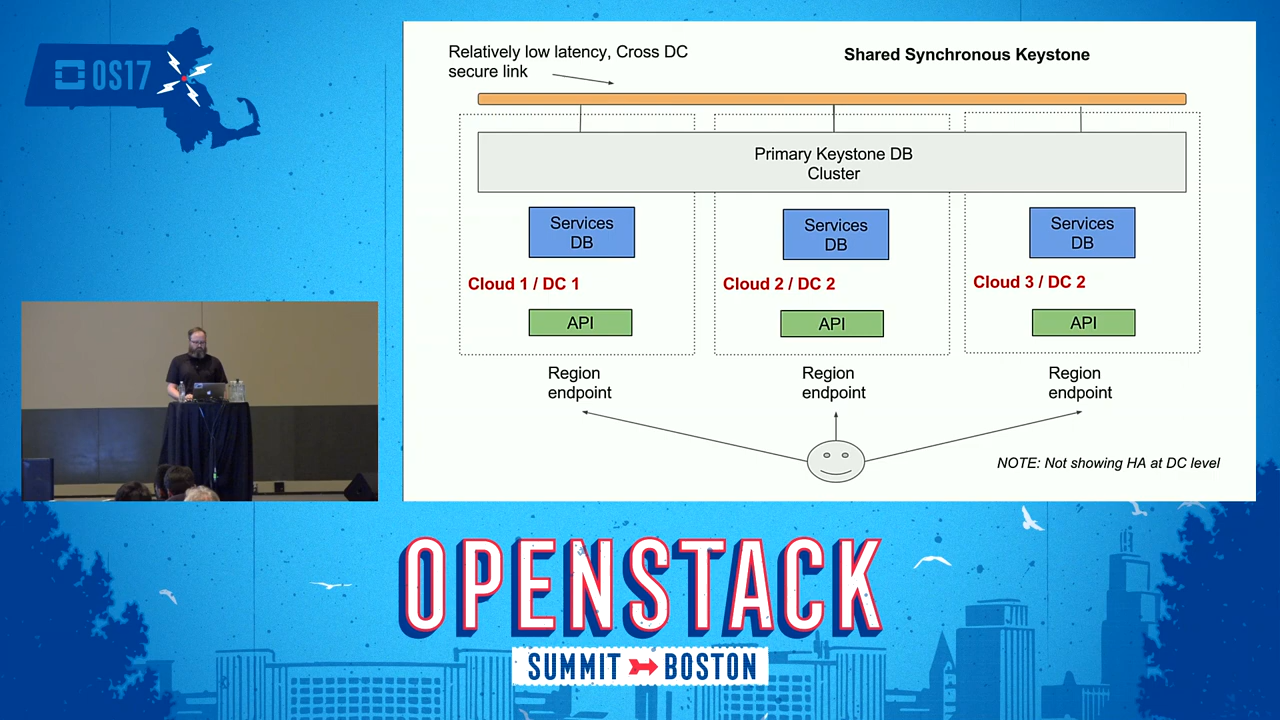 OS17
Relatively low latency, Cross DC
secure link
Shared Synchronous Keystone
Primary Keystone DB
Cluster
Services
DB
Services
DB
Services
DB
Cloud 1 / DC 1
Cloud 2 / DC 2
Cloud 3 / DC 2
API
API
API
Region
endpoint
Region
endpoint
Region
endpoint
NOTE: Not showing HA at DC level
OPENSTACK
SUMMIT BOSTON